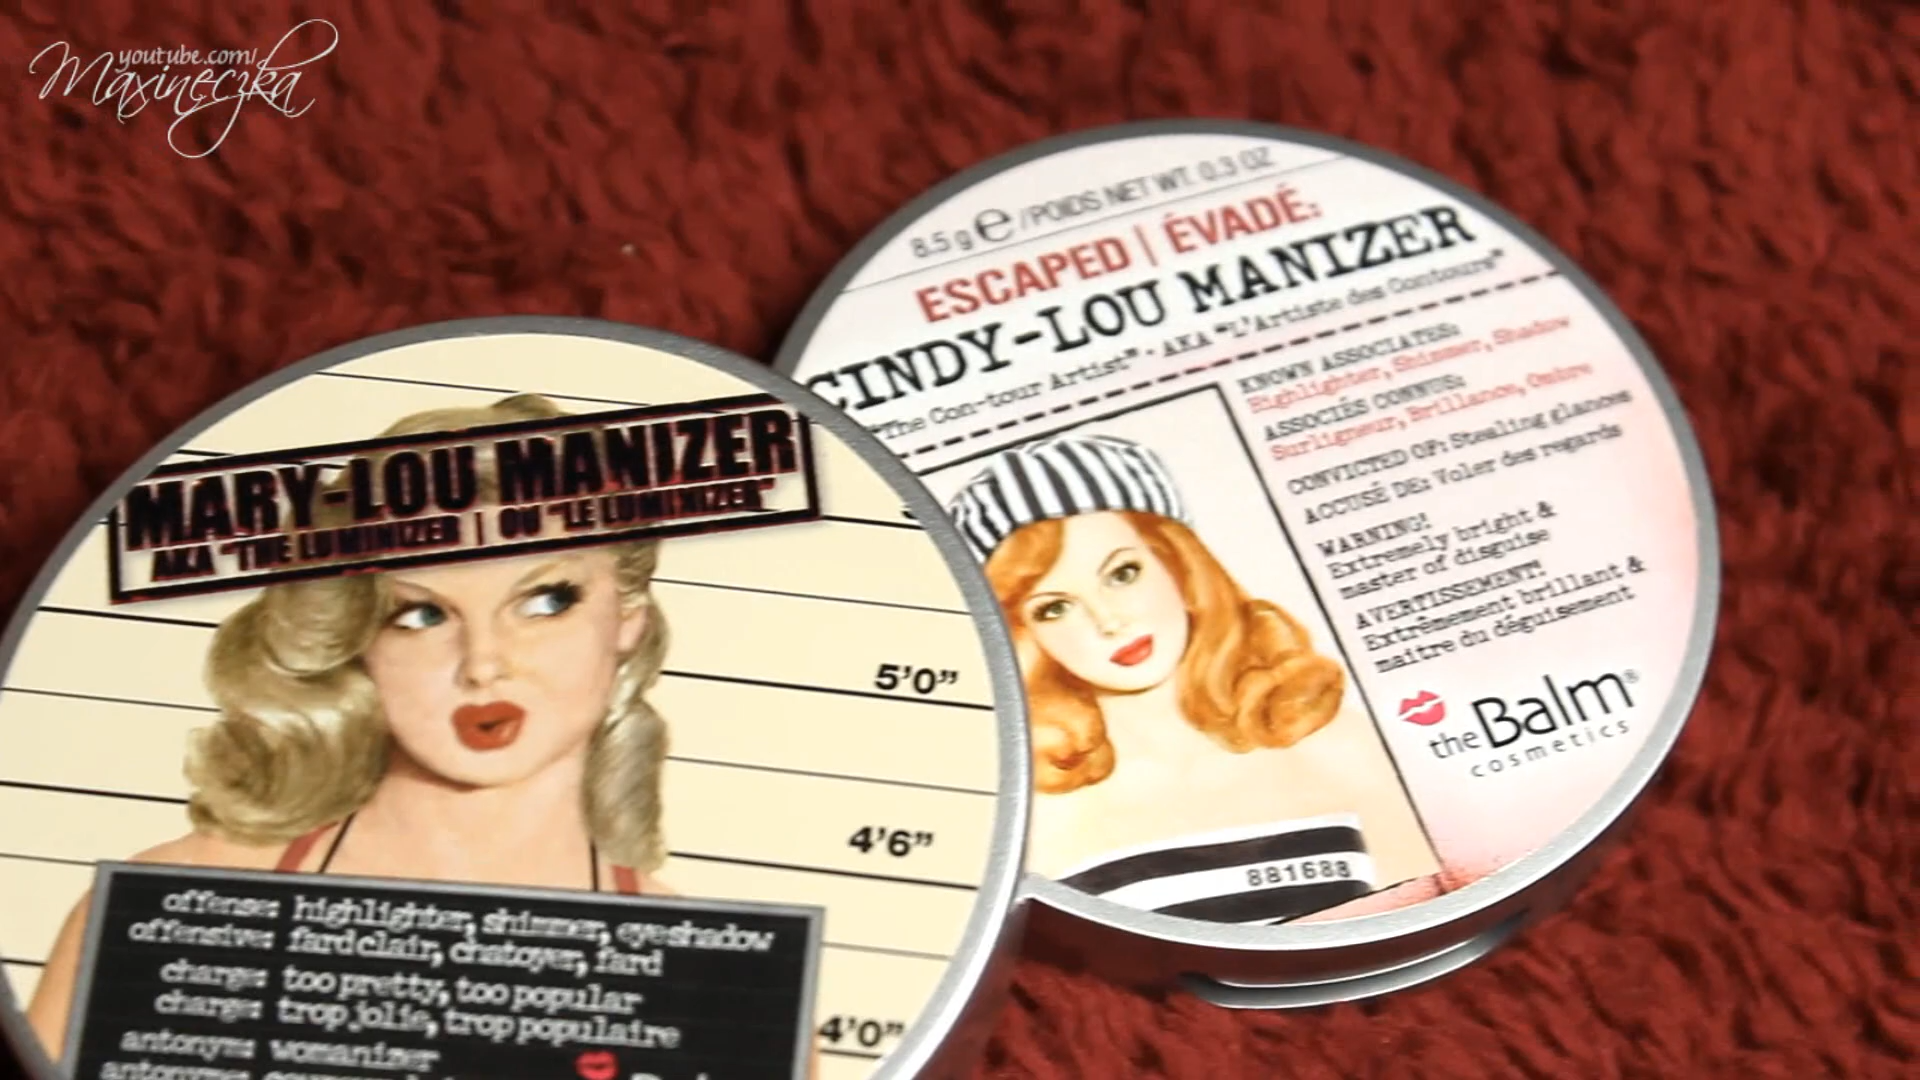 youtube.com/
Maxineczka
8.5 g e / POIDS NET WT. 0.3 OZ
ESCAPED | ÉVADÉ:
CINDY-LOU MANIZER
"The Con-tour Artist" · AKA "L'Artiste des Contours"
KNOWN ASSOCIATES:
Highlighter, Shimmer, Shadow
ASSOCIÉS CONNUS:
Surligneur, Brillance, Ombre
CONVICTED OF: Stealing glances
ACCUSÉ DE: Voler des regards
WARNING!
Extremely bright &
master of disguise
AVERTISSEMENT!
Extrêmement brillant &
maître du déguisement
theBalm®
cosmetics
881688
MARY-LOU MANIZER
AKA "THE LUMINIZER | OU "LE LUMINIZER"
5'0"
4'6"
4'0"
offense: highlighter, shimmer, eyeshadow
offensive: fard clair, chatoyer, fard
charge: too pretty, too popular
charge: trop jolie, trop populaire
antonym: womanizer